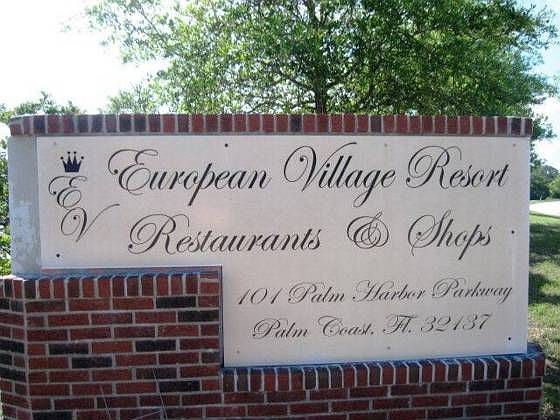 EV
European Village Resort
Restaurants & Shops
101 Palm Harbor Parkway
Palm Coast, Fl. 32137